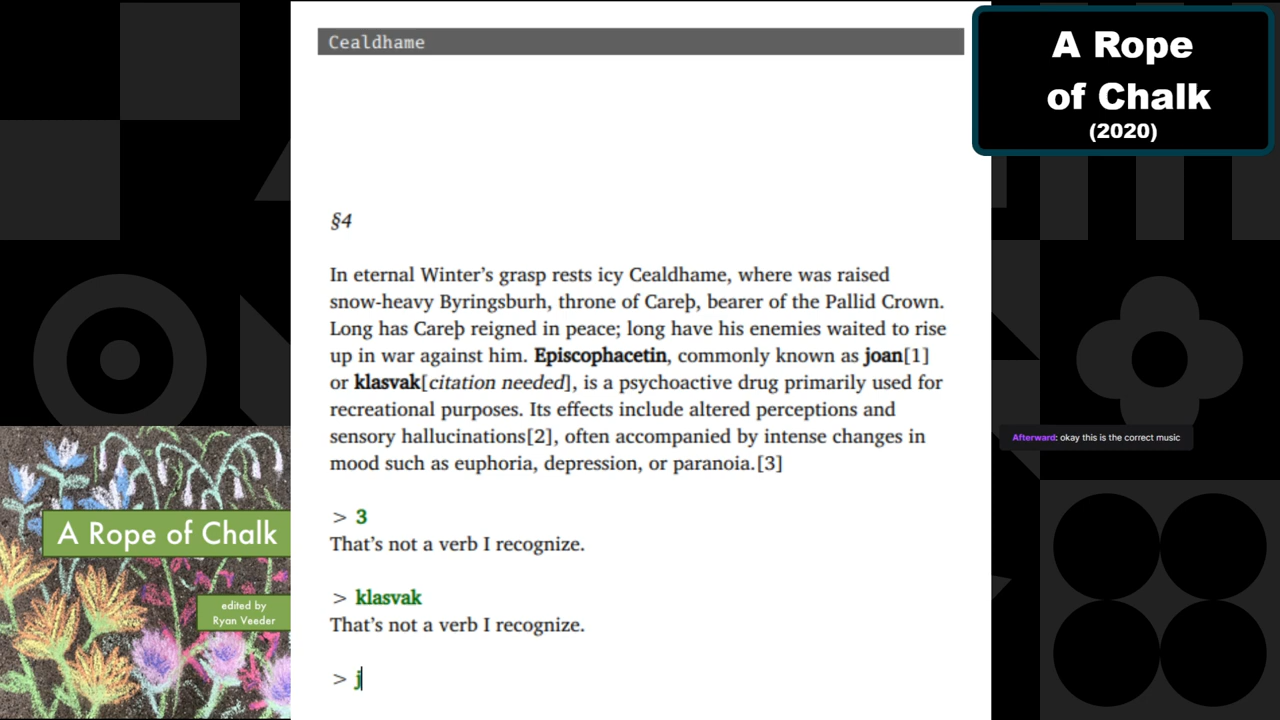 Cealdhame
§4
In eternal Winter’s grasp rests icy Cealdhame, where was raised
snow-heavy Byringsburh, throne of Careþ, bearer of the Pallid Crown.
Long has Careþ reigned in peace; long have his enemies waited to rise
up in war against him. Episcophacetin, commonly known as joan[1]
or klasvak[citation needed], is a psychoactive drug primarily used for
recreational purposes. Its effects include altered perceptions and
sensory hallucinations[2], often accompanied by intense changes in
mood such as euphoria, depression, or paranoia.[3]
> 3
That’s not a verb I recognize.
> klasvak
That’s not a verb I recognize.
> j
A Rope
of Chalk
(2020)
Afterward: okay this is the correct music
A Rope of Chalk
edited by
Ryan Veeder